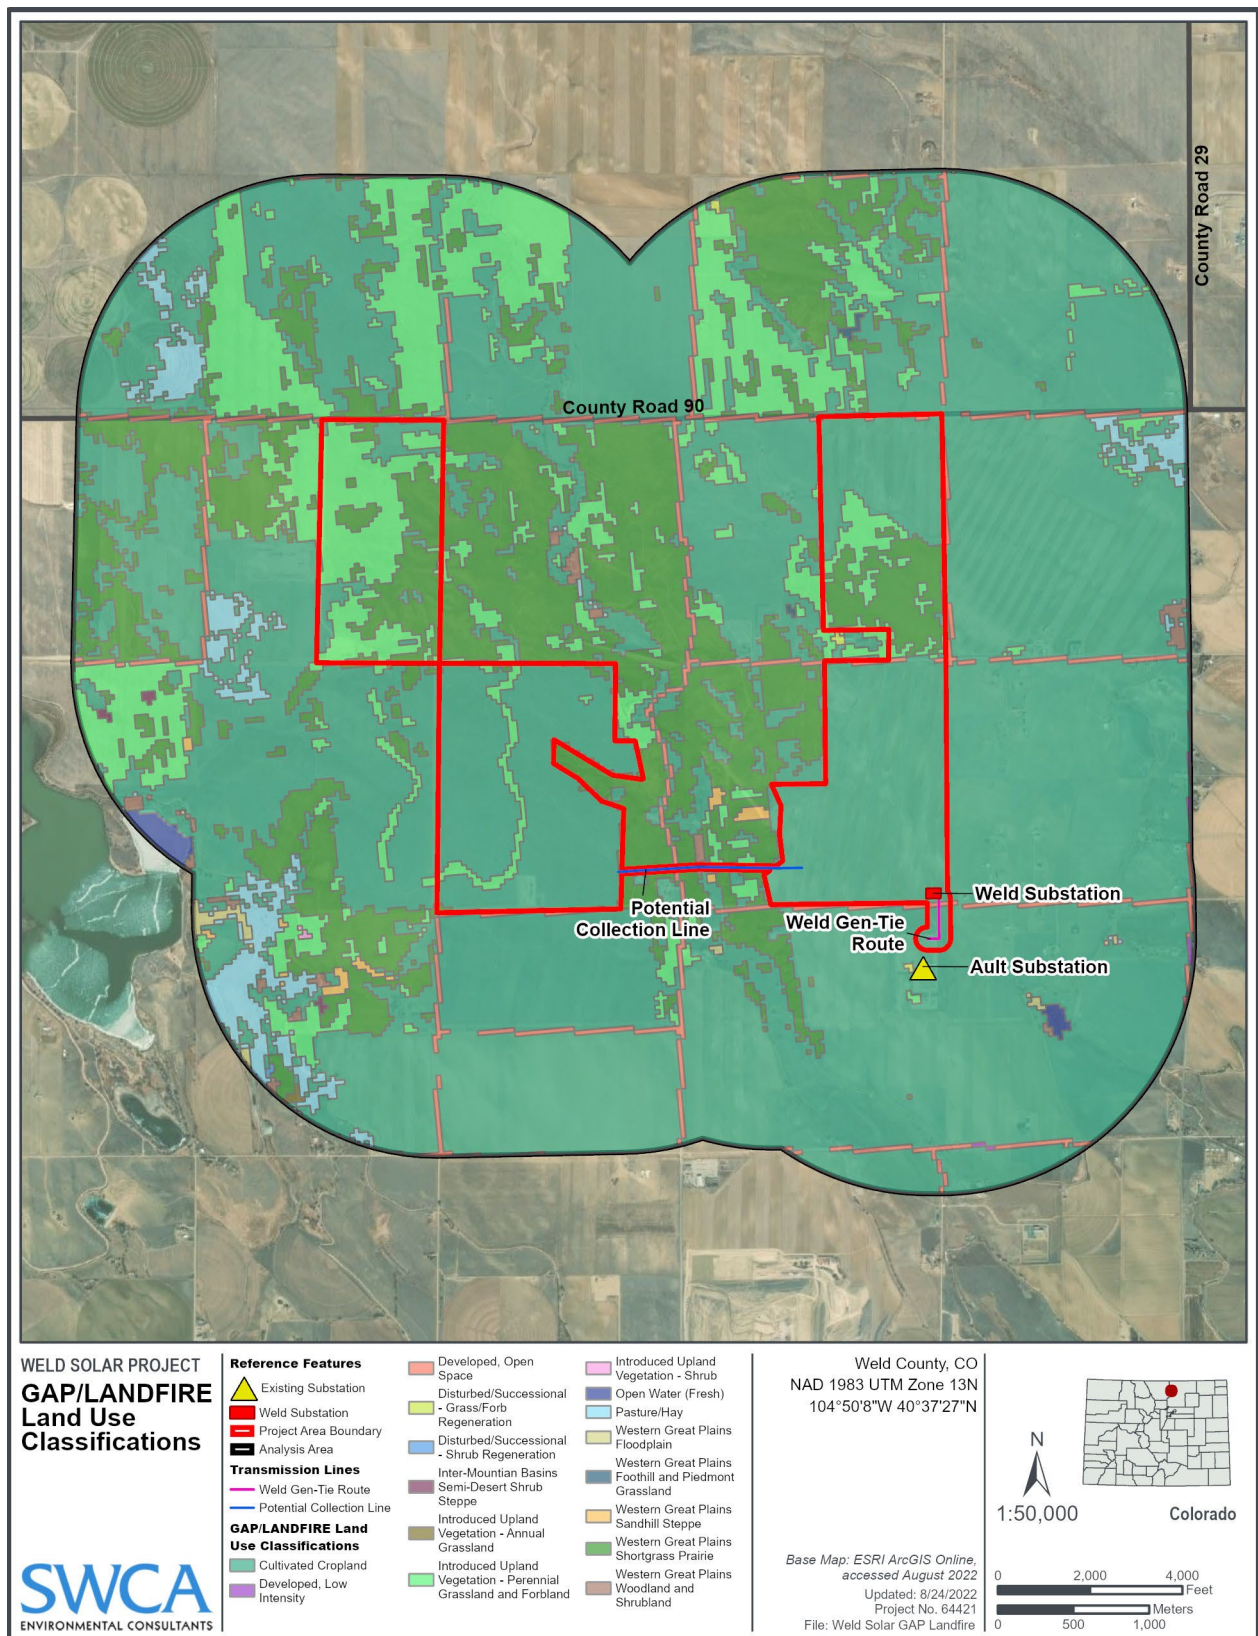 County Road 29
County Road 90
Potential
Collection Line
Weld Substation
Weld Gen-Tie
Route
Ault Substation
WELD SOLAR PROJECT
GAP/LANDFIRE
Land Use
Classifications
SWCA
ENVIRONMENTAL CONSULTANTS
Reference Features
Existing Substation
Weld Substation
Project Area Boundary
Analysis Area
Transmission Lines
Weld Gen-Tie Route
Potential Collection Line
GAP/LANDFIRE Land
Use Classifications
Cultivated Cropland
Developed, Low
Intensity
Developed, Open
Space
Disturbed/Successional
- Grass/Forb
Regeneration
Disturbed/Successional
- Shrub Regeneration
Inter-Mountian Basins
Semi-Desert Shrub
Steppe
Introduced Upland
Vegetation - Annual
Grassland
Introduced Upland
Vegetation - Perennial
Grassland and Forbland
Introduced Upland
Vegetation - Shrub
Open Water (Fresh)
Pasture/Hay
Western Great Plains
Floodplain
Western Great Plains
Foothill and Piedmont
Grassland
Western Great Plains
Sandhill Steppe
Western Great Plains
Shortgrass Prairie
Western Great Plains
Woodland and
Shrubland
Weld County, CO
NAD 1983 UTM Zone 13N
104°50'8"W 40°37'27"N
Base Map: ESRI ArcGIS Online,
accessed August 2022
Updated: 8/24/2022
Project No. 64421
File: Weld Solar GAP Landfire
N
1:50,000
Colorado
0 2,000 4,000
Feet
Meters
0 500 1,000